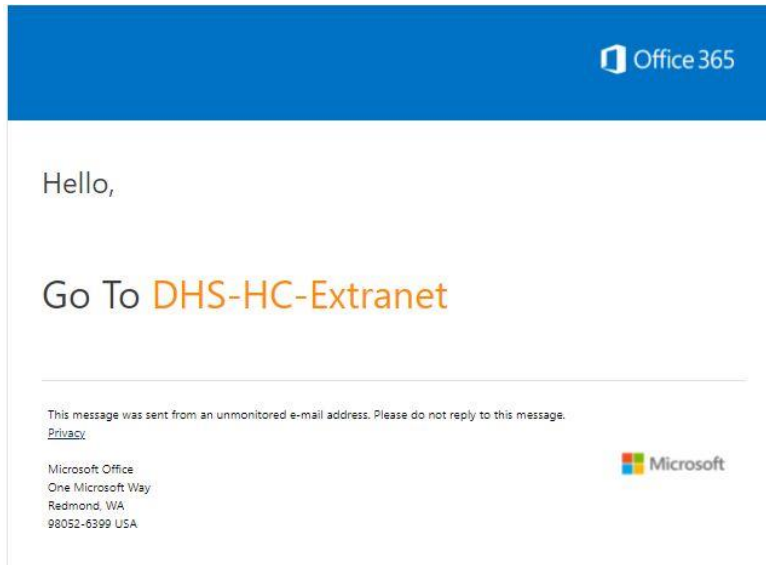 Office 365
Hello,
Go To DHS-HC-Extranet
This message was sent from an unmonitored e-mail address. Please do not reply to this message.
Privacy
Microsoft Office
One Microsoft Way
Redmond, WA
98052-6399 USA
Microsoft